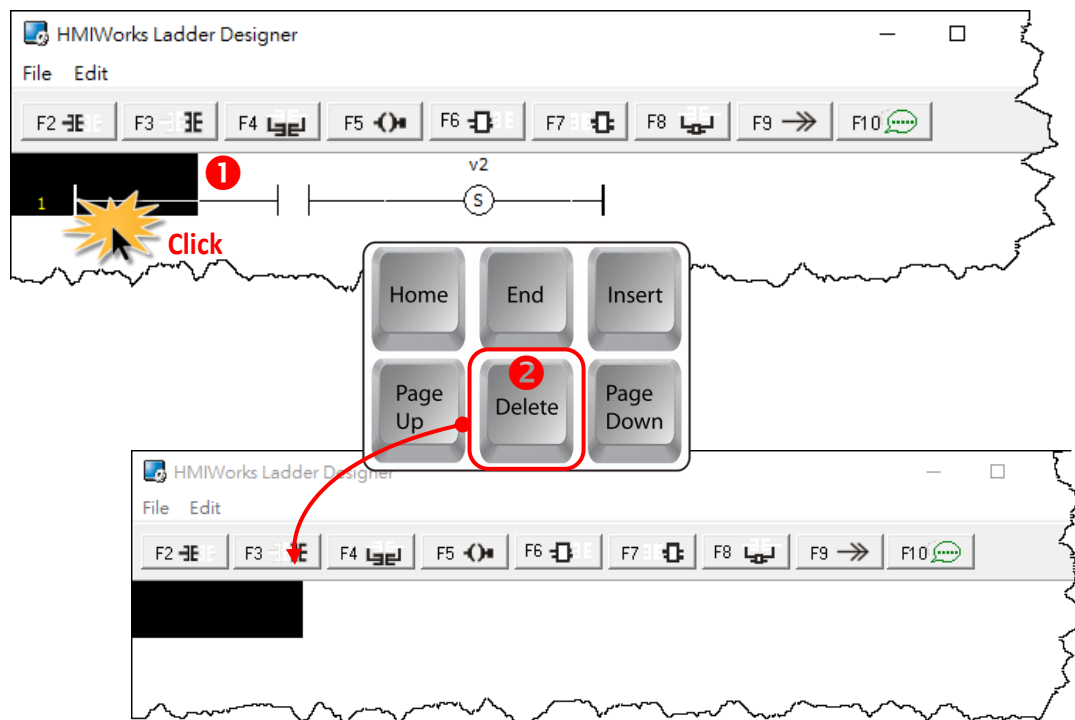 HMIWorks Ladder Designer
File Edit
F2 F3 F4 F5 F6 F7 F8 F9 F10
1
v2
1 S
Click
Home End Insert
2
Page Up Delete Page Down
HMIWorks Ladder Designer
File Edit
F2 F3 F4 F5 F6 F7 F8 F9 F10